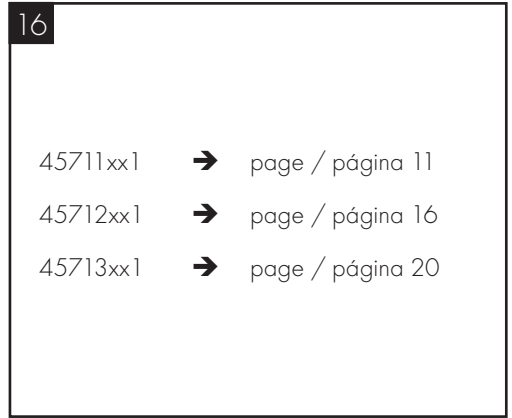 16
45711xx1 ➔ page / página 11
45712xx1 ➔ page / página 16
45713xx1 ➔ page / página 20